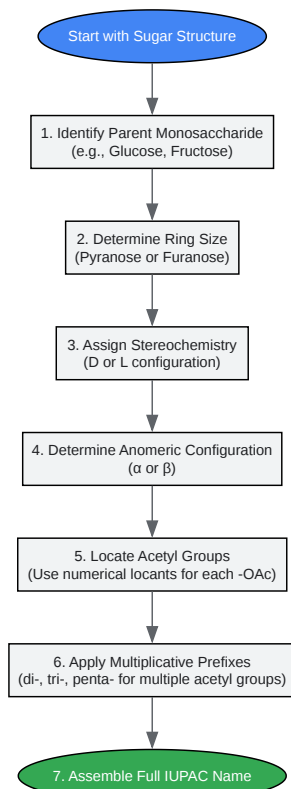 Start with Sugar Structure
1. Identify Parent Monosaccharide
(e.g., Glucose, Fructose)
2. Determine Ring Size
(Pyranose or Furanose)
3. Assign Stereochemistry
(D or L configuration)
4. Determine Anomeric Configuration
(α or β)
5. Locate Acetyl Groups
(Use numerical locants for each -OAc)
6. Apply Multiplicative Prefixes
(di-, tri-, penta- for multiple acetyl groups)
7. Assemble Full IUPAC Name